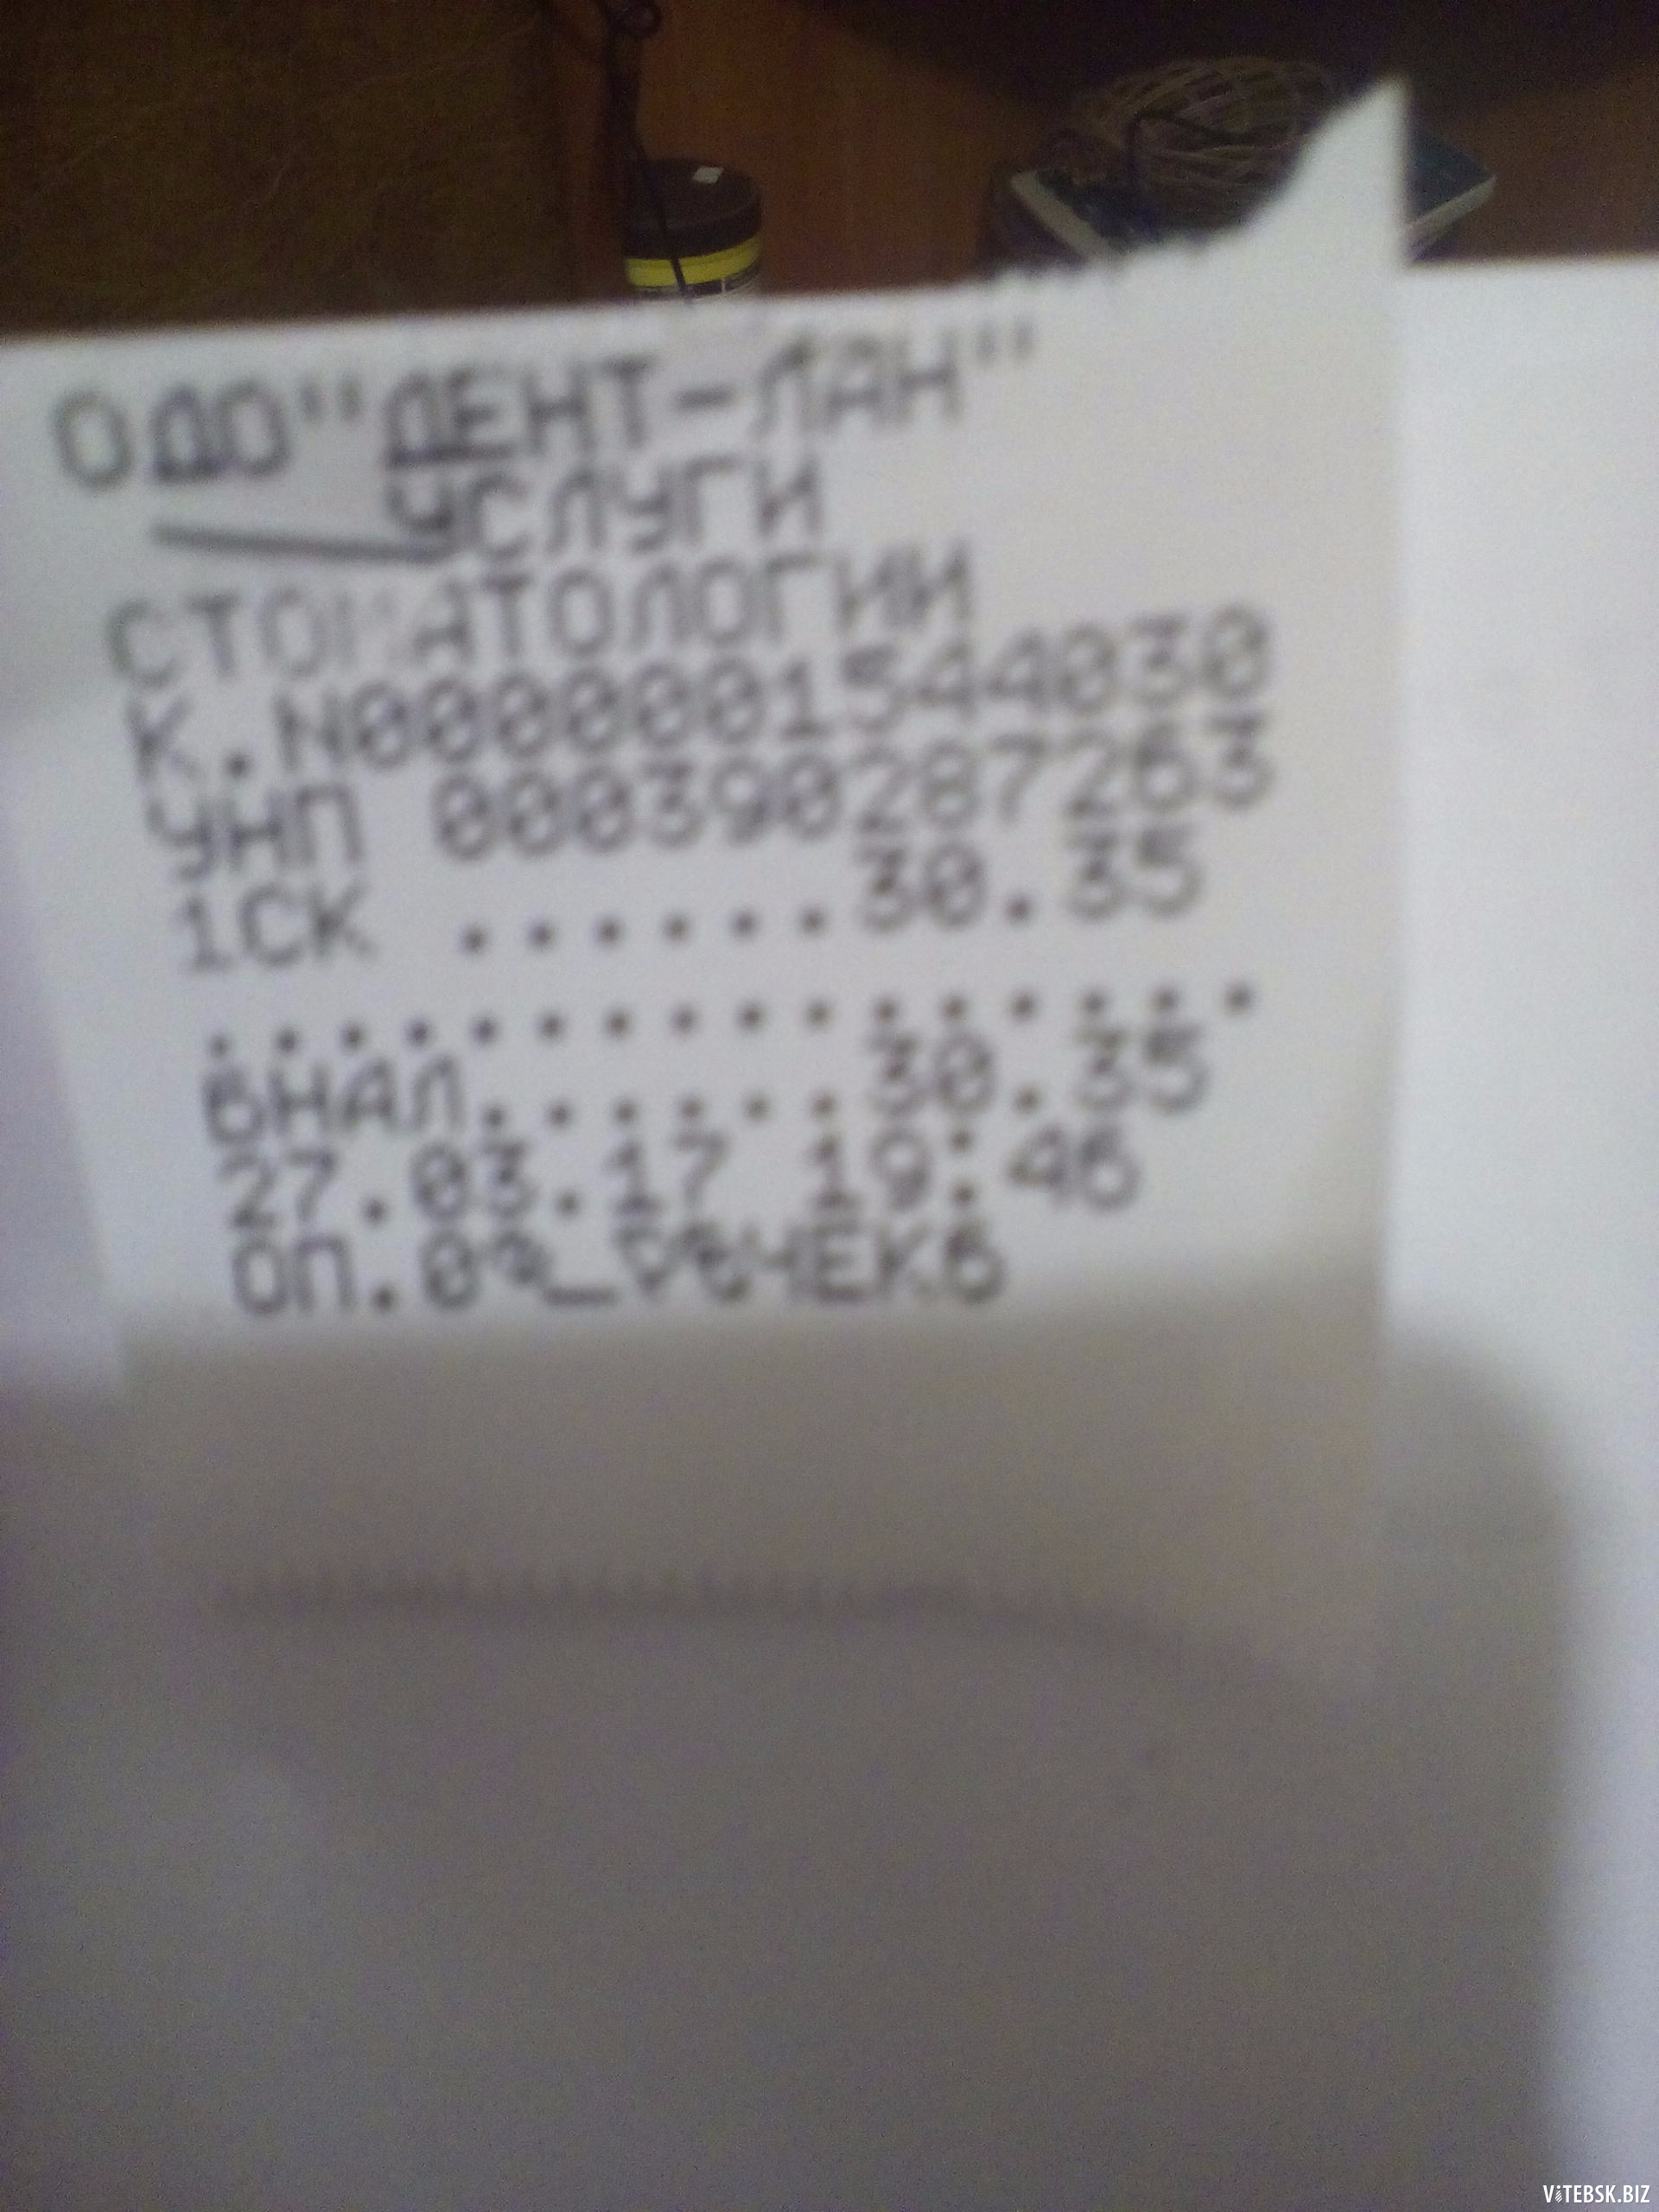 ОДО"ДЕНТ-ЛАН"
УСЛУГИ
СТОМАТОЛОГИИ
К.N0000001544030
УНП 000390287263
1СК ......30.35
................
БНАЛ......30.35
27.03.17 19:46
ViTEBSK.BIZ